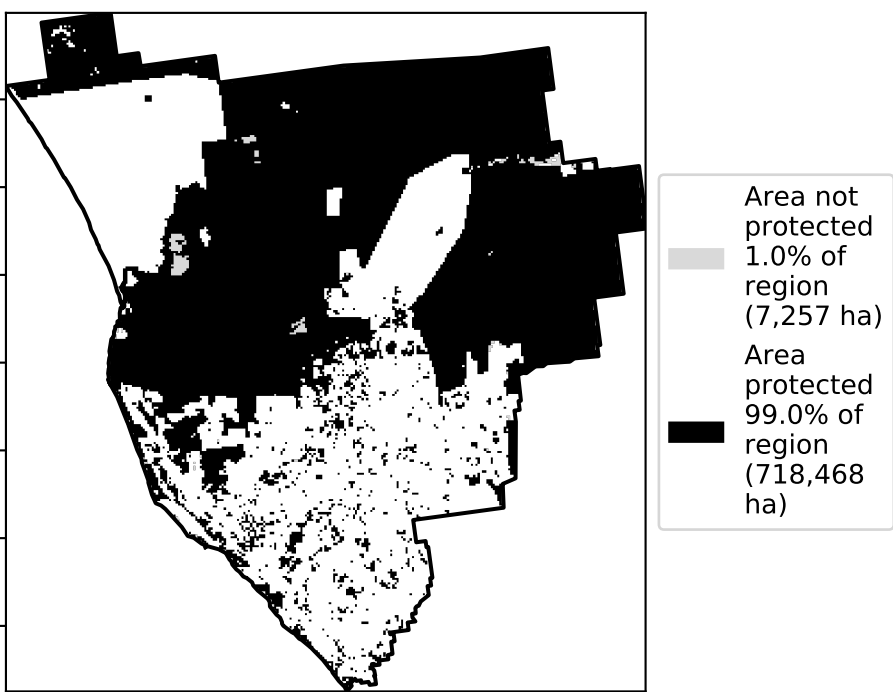 Area not
protected
1.0% of
region
(7,257 ha)
Area
protected
99.0% of
region
(718,468
ha)